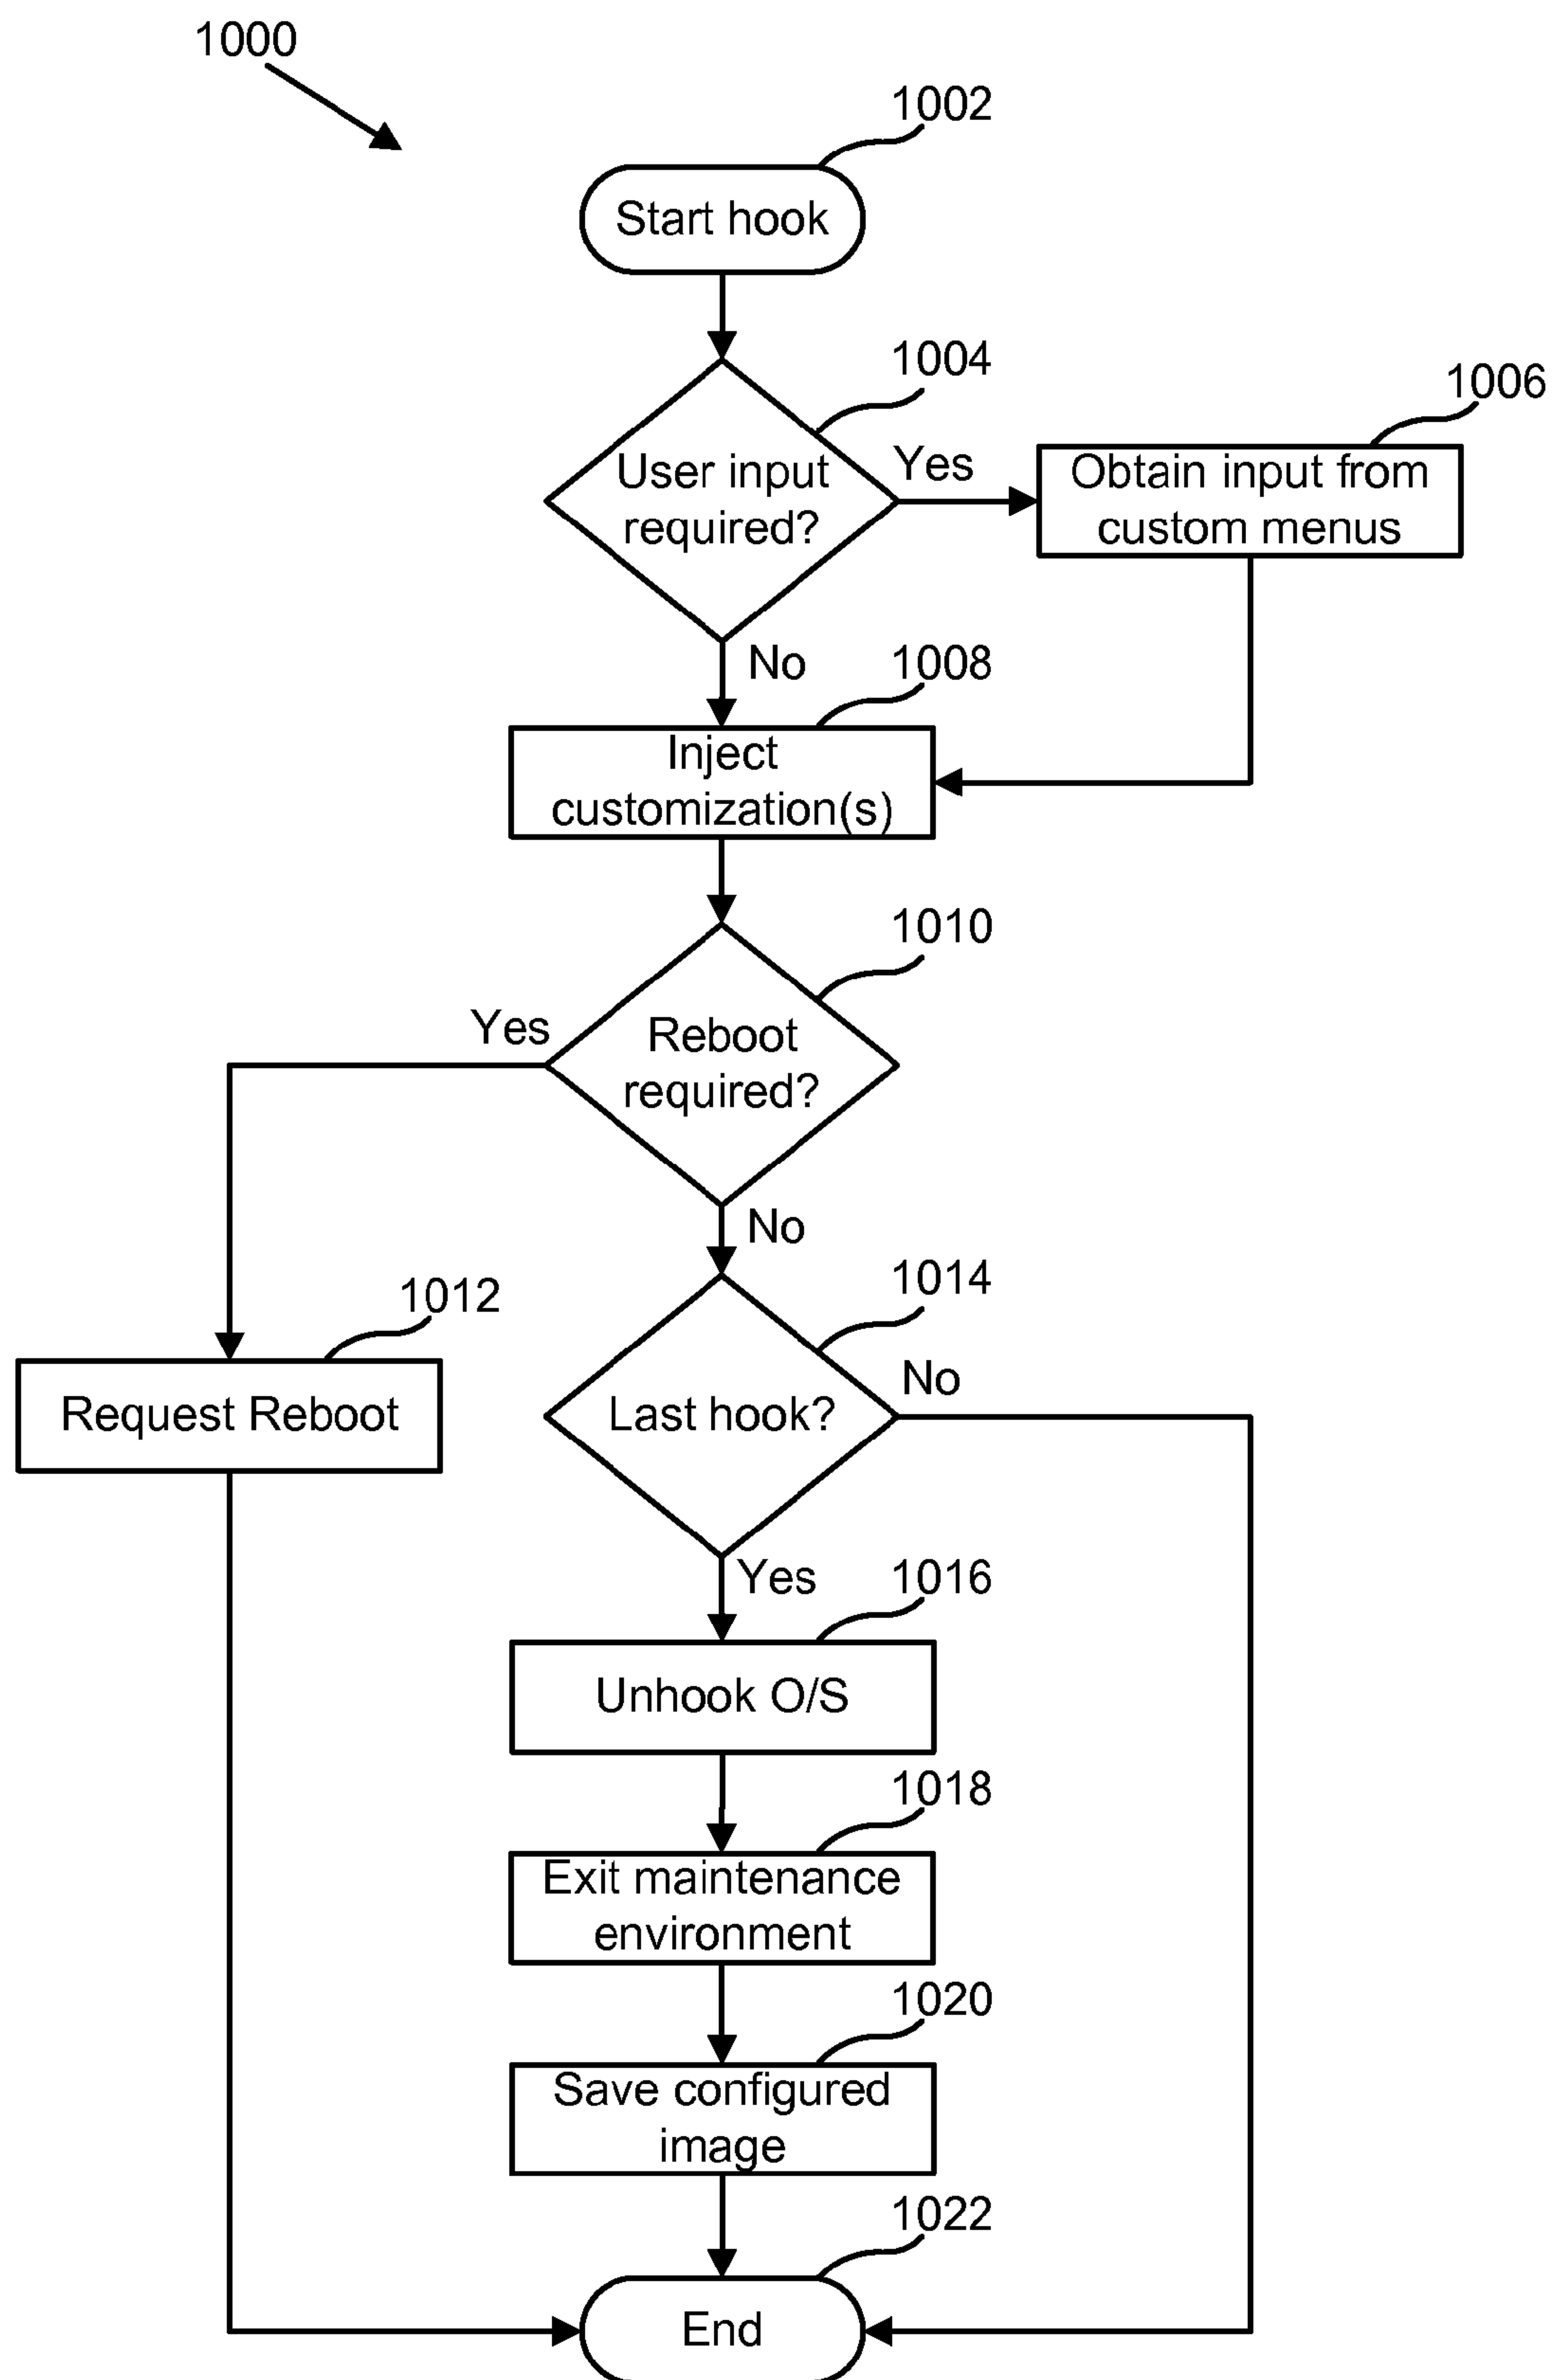 1000
1002
Start hook
1004
1006
User input
required?
Yes
Obtain input from
custom menus
No
1008
Inject
customization(s)
1010
Yes
Reboot
required?
No
1012
1014
Request Reboot
Last hook?
No
Yes
1016
Unhook O/S
1018
Exit maintenance
environment
1020
Save configured
image
1022
End